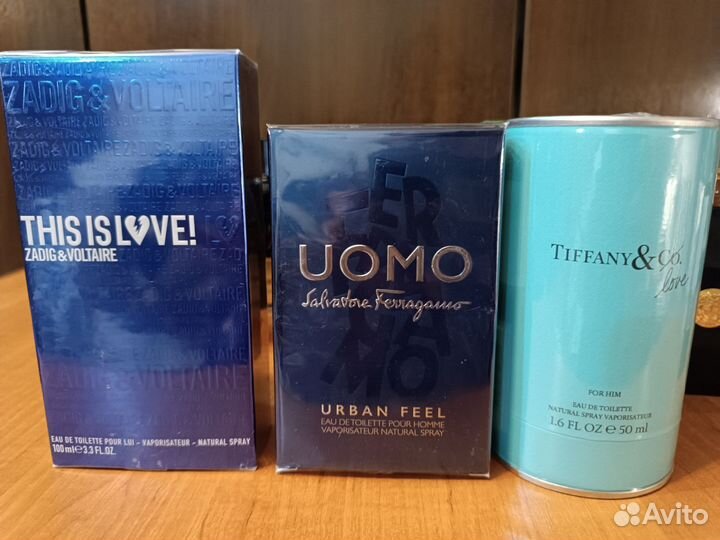 ZADIG&VOLTAIRE
THIS IS LOVE!
ZADIG&VOLTAIRE
EAU DE TOILETTE POUR LUI - VAPORISATEUR - NATURAL SPRAY
100 ml e 3.3 FL.OZ.
UOMO
Salvatore Ferragamo
URBAN FEEL
EAU DE TOILETTE POUR HOMME
VAPORISATEUR NATURAL SPRAY
TIFFANY & CO.
love
FOR HIM
EAU DE TOILETTE
NATURAL SPRAY VAPORISATEUR
1.6 FL OZ e 50 ml
Avito